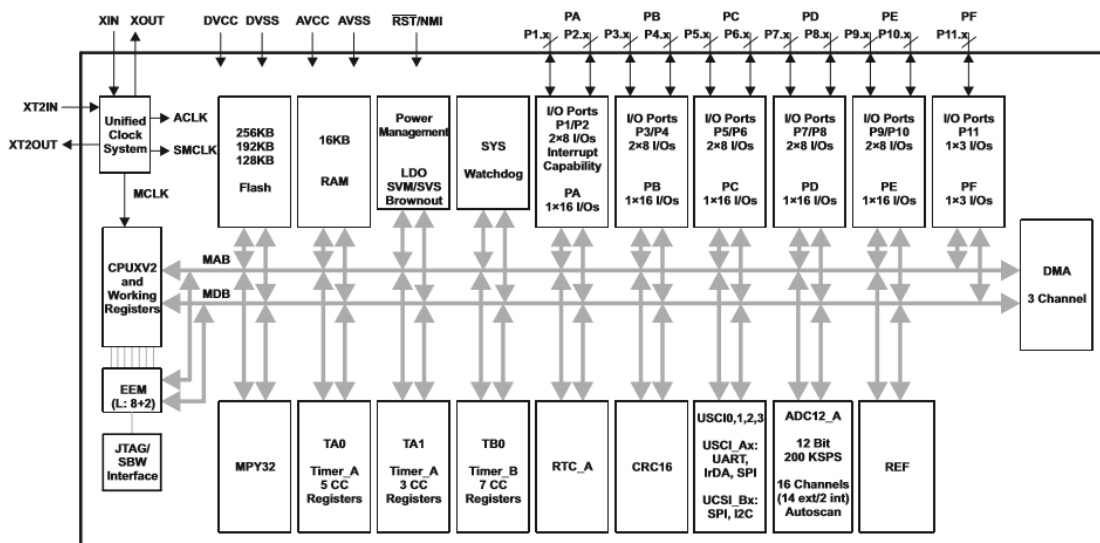 XIN
XOUT
DVCC
DVSS
AVCC
AVSS
RST/NMI
PA
P1.x
P2.x
PB
P3.x
P4.x
PC
P5.x
P6.x
PD
P7.x
P8.x
PE
P9.x
P10.x
PF
P11.x
XT2IN
XT2OUT
Unified
Clock
System
ACLK
SMCLK
MCLK
256KB
192KB
128KB
Flash
16KB
RAM
Power
Management
LDO
SVM/SVS
Brownout
SYS
Watchdog
I/O Ports
P1/P2
2×8 I/Os
Interrupt
Capability
PA
1×16 I/Os
I/O Ports
P3/P4
2×8 I/Os
PB
1×16 I/Os
I/O Ports
P5/P6
2×8 I/Os
PC
1×16 I/Os
I/O Ports
P7/P8
2×8 I/Os
PD
1×16 I/Os
I/O Ports
P9/P10
2×8 I/Os
PE
1×16 I/Os
I/O Ports
P11
1×3 I/Os
PF
1×3 I/Os
CPUXV2
and
Working
Registers
MAB
MDB
DMA
3 Channel
EEM
(L: 8+2)
JTAG/
SBW
Interface
MPY32
TA0
Timer_A
5 CC
Registers
TA1
Timer_A
3 CC
Registers
TB0
Timer_B
7 CC
Registers
RTC_A
CRC16
USCI0,1,2,3
USCI_Ax:
UART,
IrDA, SPI
UCSI_Bx:
SPI, I2C
ADC12_A
12 Bit
200 KSPS
16 Channels
(14 ext/2 int)
Autoscan
REF